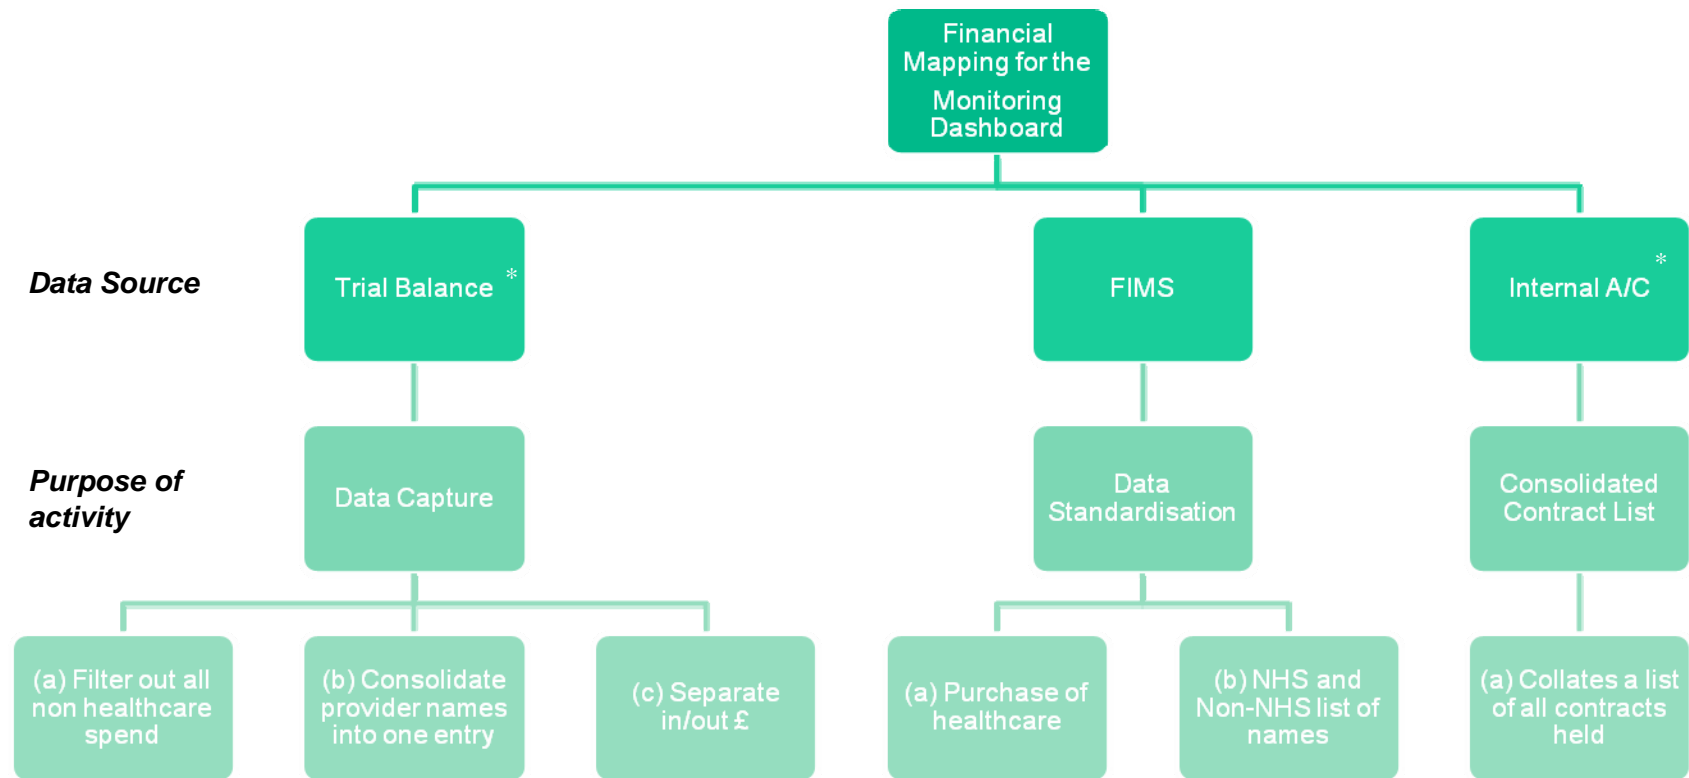 Financial
Mapping for the
Monitoring
Dashboard
Data Source
Trial Balance *
FIMS
Internal A/C *
Purpose of
activity
Data Capture
Data
Standardisation
Consolidated
Contract List
(a) Filter out all
non healthcare
spend
(b) Consolidate
provider names
into one entry
(c) Separate
in/out £
(a) Purchase of
healthcare
(b) NHS and
Non-NHS list of
names
(a) Collates a list
of all contracts
held